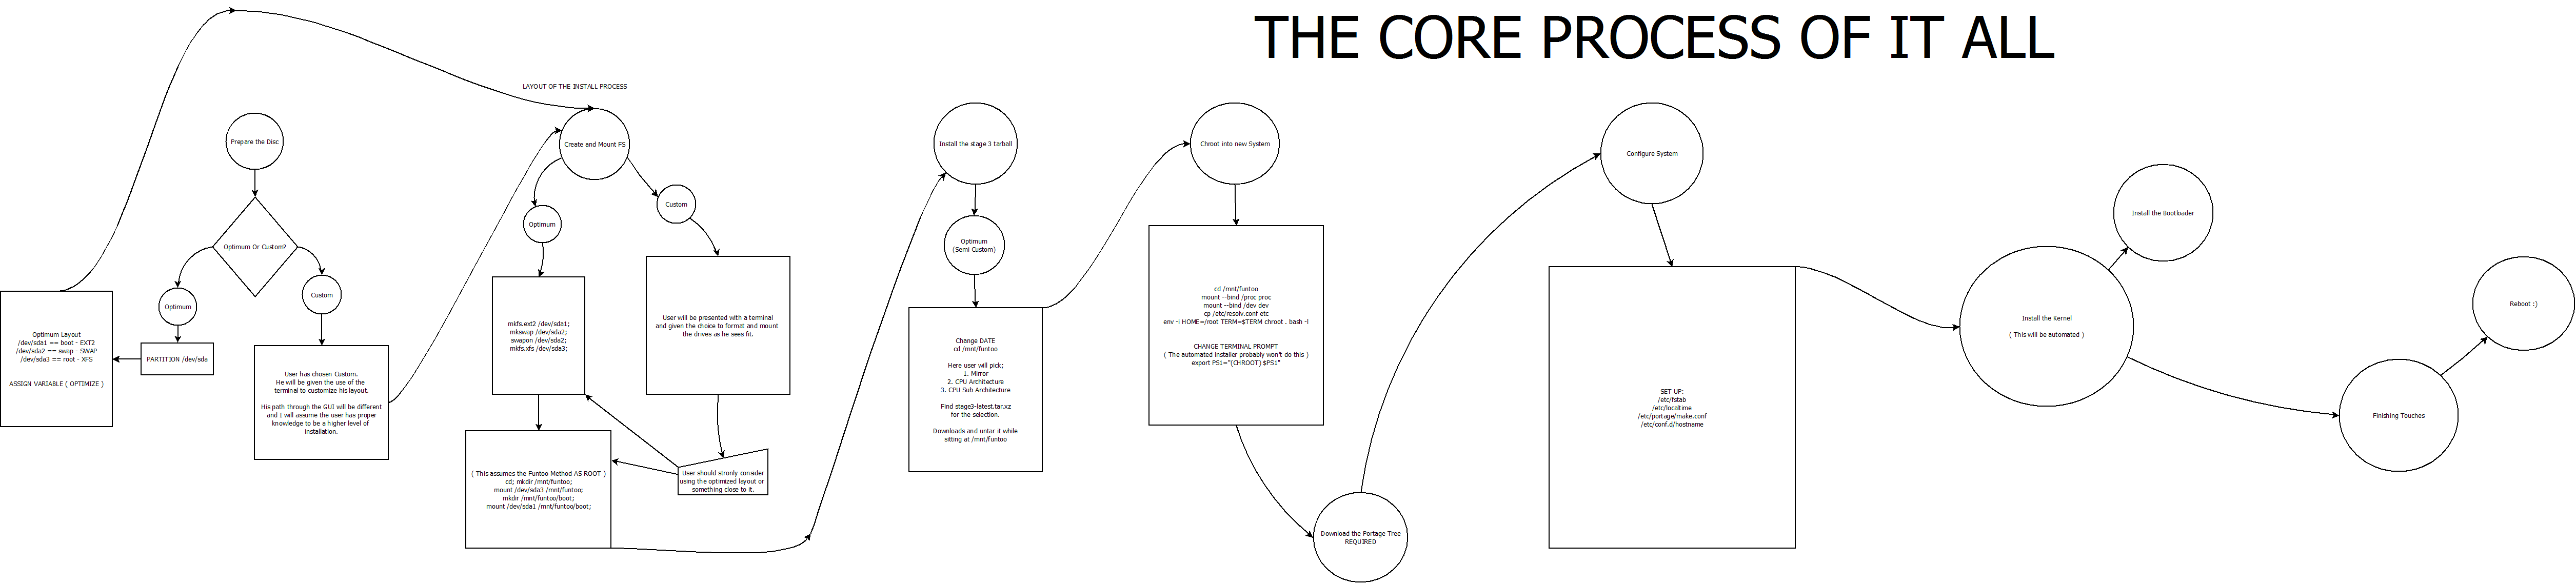 THE CORE PROCESS OF IT ALL
LAYOUT OF THE INSTALL PROCESS
Prepare the Disc
Optimum Or Custom?
Optimum
Custom
PARTITION /dev/sda
Optimum Layout
/dev/sda1 == boot - EXT2
/dev/sda2 == swap - SWAP
/dev/sda3 == root - XFS
ASSIGN VARIABLE ( OPTIMIZE )
User has chosen Custom.
He will be given the use of the
terminal to customize his layout.
His path through the GUI will be different
and I will assume the user has proper
knowledge to be a higher level of
installation.
Create and Mount FS
Optimum
Custom
mkfs.ext2 /dev/sda1;
mkswap /dev/sda2;
swapon /dev/sda2;
mkfs.xfs /dev/sda3;
User will be presented with a terminal
and given the choice to format and mount
the drives as he sees fit.
( This assumes the Funtoo Method AS ROOT )
cd; mkdir /mnt/funtoo;
mount /dev/sda3 /mnt/funtoo;
mkdir /mnt/funtoo/boot;
mount /dev/sda1 /mnt/funtoo/boot;
User should stronly consider
using the optimized layout or
something close to it.
Install the stage 3 tarball
Optimum
(Semi Custom)
Change DATE
cd /mnt/funtoo
Here user will pick;
1. Mirror
2. CPU Architecture
3. CPU Sub Architecture
Find stage3-latest.tar.xz
for the selection.
Downloads and untar it while
sitting at /mnt/funtoo
Chroot into new System
cd /mnt/funtoo
mount --bind /proc proc
mount --bind /dev dev
cp /etc/resolv.conf etc
env -i HOME=/root TERM=$TERM chroot . bash -l
CHANGE TERMINAL PROMPT
( The automated installer probably won't do this )
export PS1="(CHROOT) $PS1"
Download the Portage Tree
REQUIRED
Configure System
SET UP:
/etc/fstab
/etc/localtime
/etc/portage/make.conf
/etc/conf.d/hostname
Install the Kernel
( This will be automated )
Install the Bootloader
Finishing Touches
Reboot :)